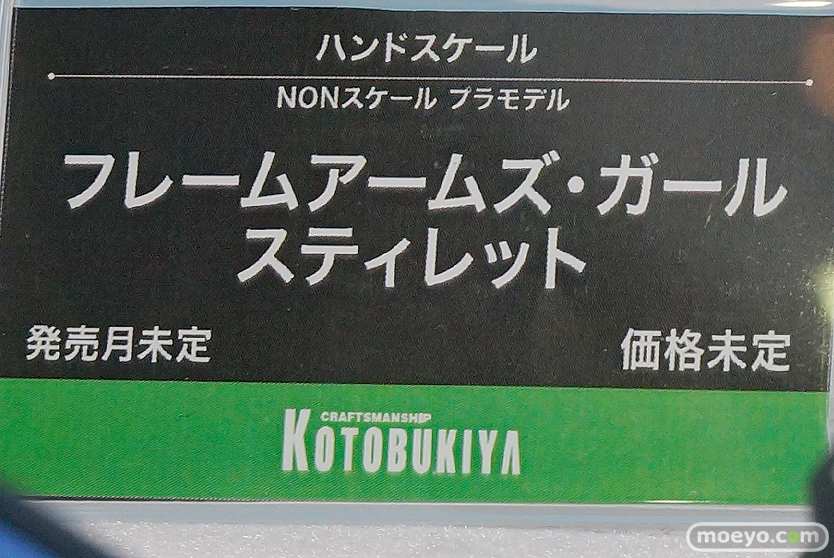 ハンドスケール
NONスケール プラモデル
フレームアームズ・ガール
スティレット
発売月未定
価格未定
CRAFTSMANSHIP
KOTOBUKIYA
moeyo.com